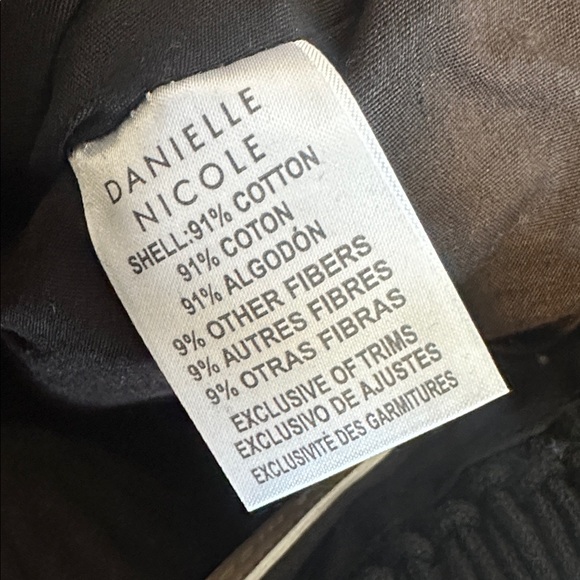 DANIELLE
NICOLE
SHELL:91% COTTON
91% COTON
91% ALGODÓN
9% OTHER FIBERS
9% AUTRES FIBRES
9% OTRAS FIBRAS
EXCLUSIVE OF TRIMS
EXCLUSIVO DE AJUSTES
EXCLUSIVITÈ DES GARMITURES